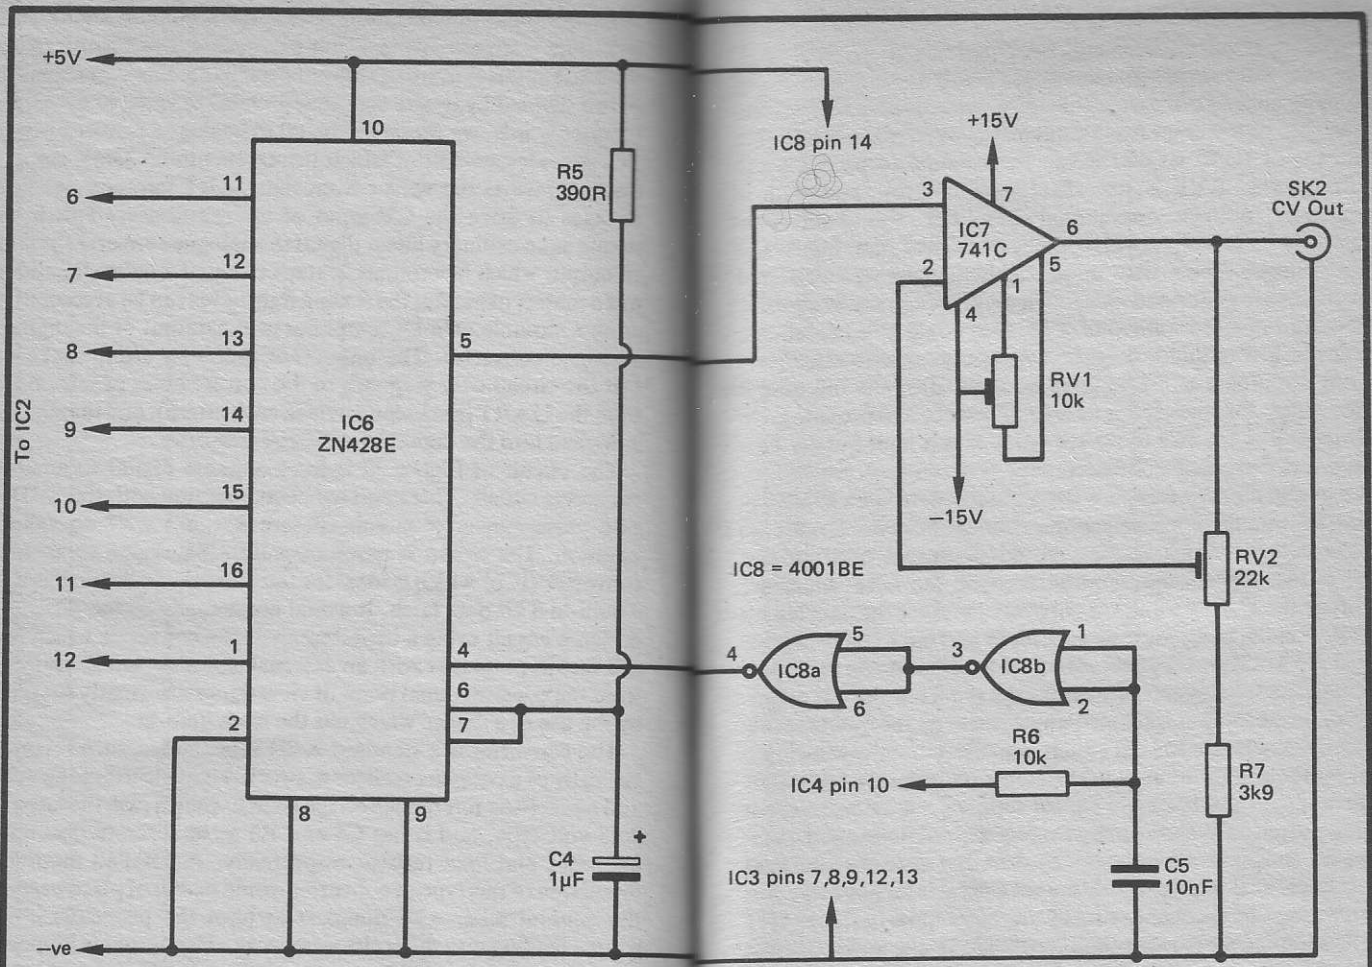 +5V
10
IC8 pin 14
+15V
R5
390R
6
11
3
7
SK2
CV Out
IC7
741C
6
7
12
2
5
1
4
8
13
5
RV1
10k
To IC2
9
14
IC6
ZN428E
10
15
–15V
11
16
IC8 = 4001BE
RV2
22k
12
1
4
4
IC8a
5
6
3
IC8b
1
2
6
7
2
R6
10k
IC4 pin 10
R7
3k9
8
9
+
C4
1µF
IC3 pins 7,8,9,12,13
C5
10nF
–ve